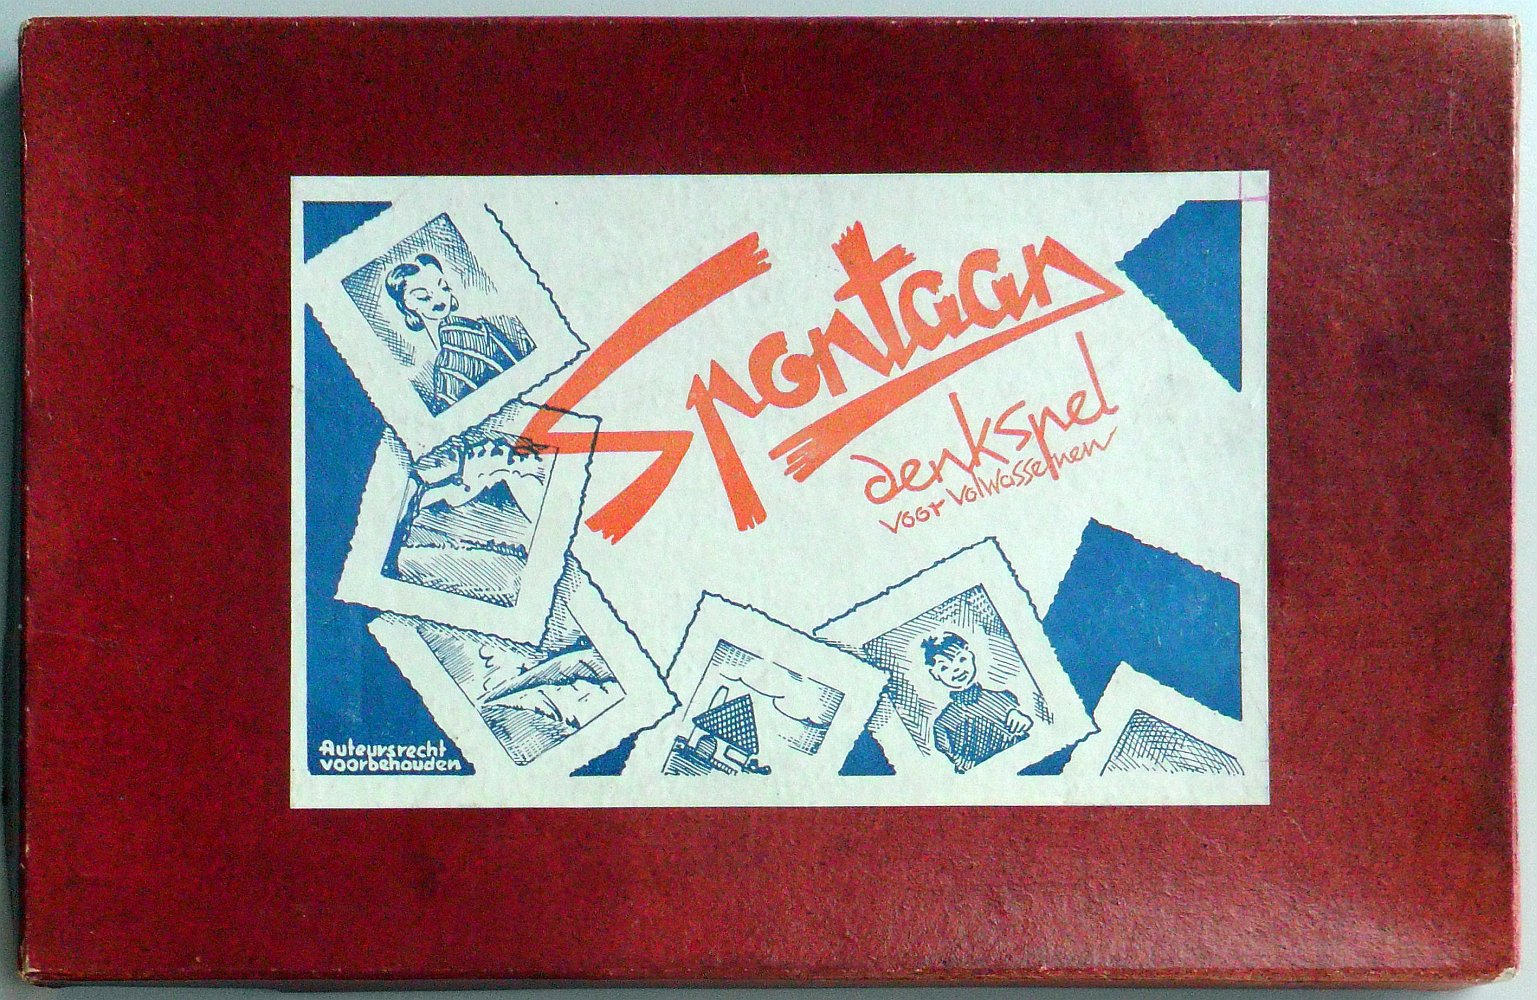 Spontaan
denkspel
voor volwassenen
Auteursrecht
voorbehouden